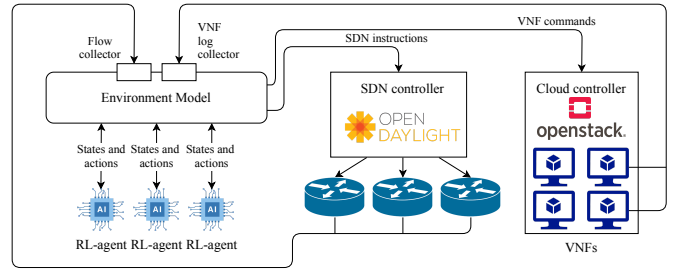 Flow
collector
VNF
log
collector
VNF commands
SDN instructions
Environment Model
SDN controller
OPEN
DAYLIGHT
Cloud controller
openstack.
States and
actions
States and
actions
States and
actions
AI
AI
AI
RL-agent RL-agent RL-agent
VNFs